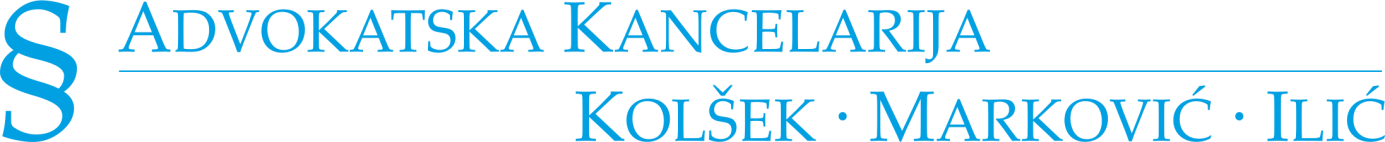 § ADVOKATSKA KANCELARIJA
KOLŠEK · MARKOVIĆ · ILIĆ